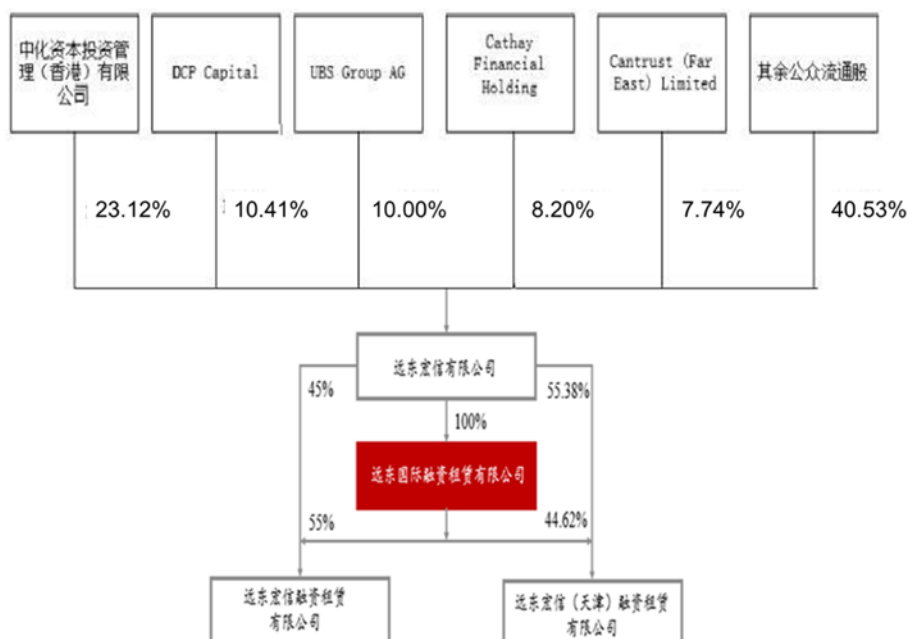 中化资本投资管
理（香港）有限
公司
DCP Capital
UBS Group AG
Cathay
Financial
Holding
Cantrust (Far
East) Limited
其余公众流通股
23.12%
10.41%
10.00%
8.20%
7.74%
40.53%
远东宏信有限公司
45%
55.38%
100%
远东国际融资租赁有限公司
55%
44.62%
远东宏信融资租赁
有限公司
远东宏信（天津）融资租赁
有限公司